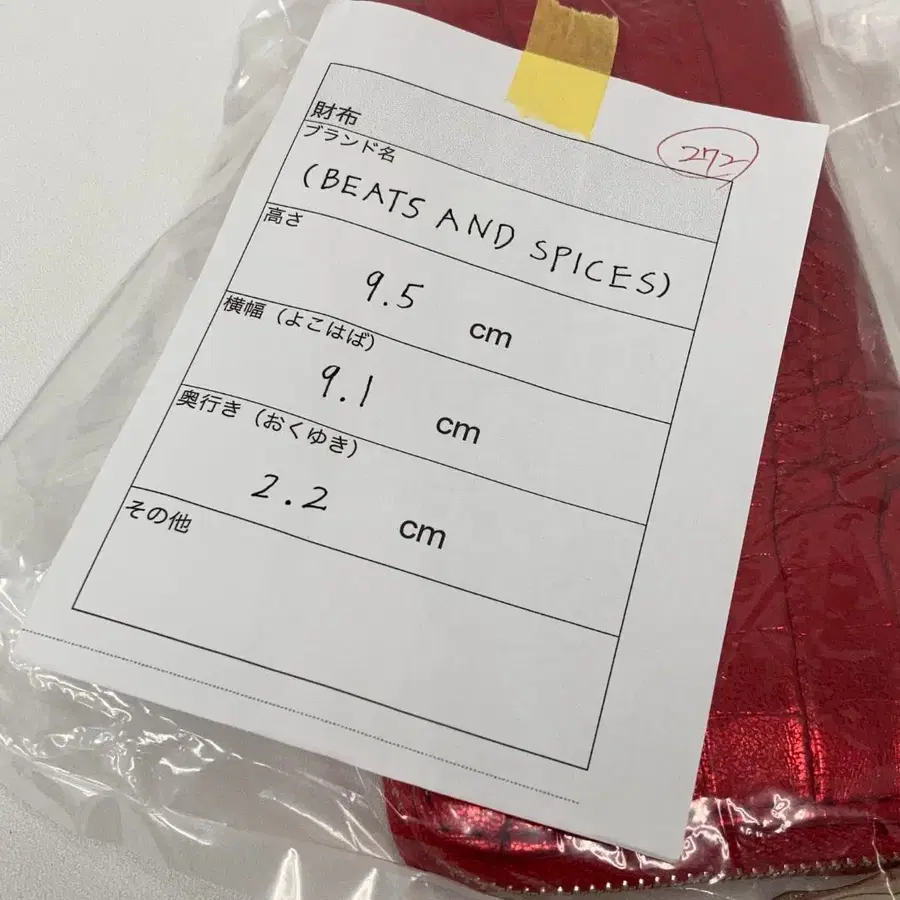 272
財布
ブランド名
(BEATS AND SPICES)
高さ
9.5 cm
横幅（よこはば）
9.1 cm
奥行き（おくゆき）
2.2 cm
その他